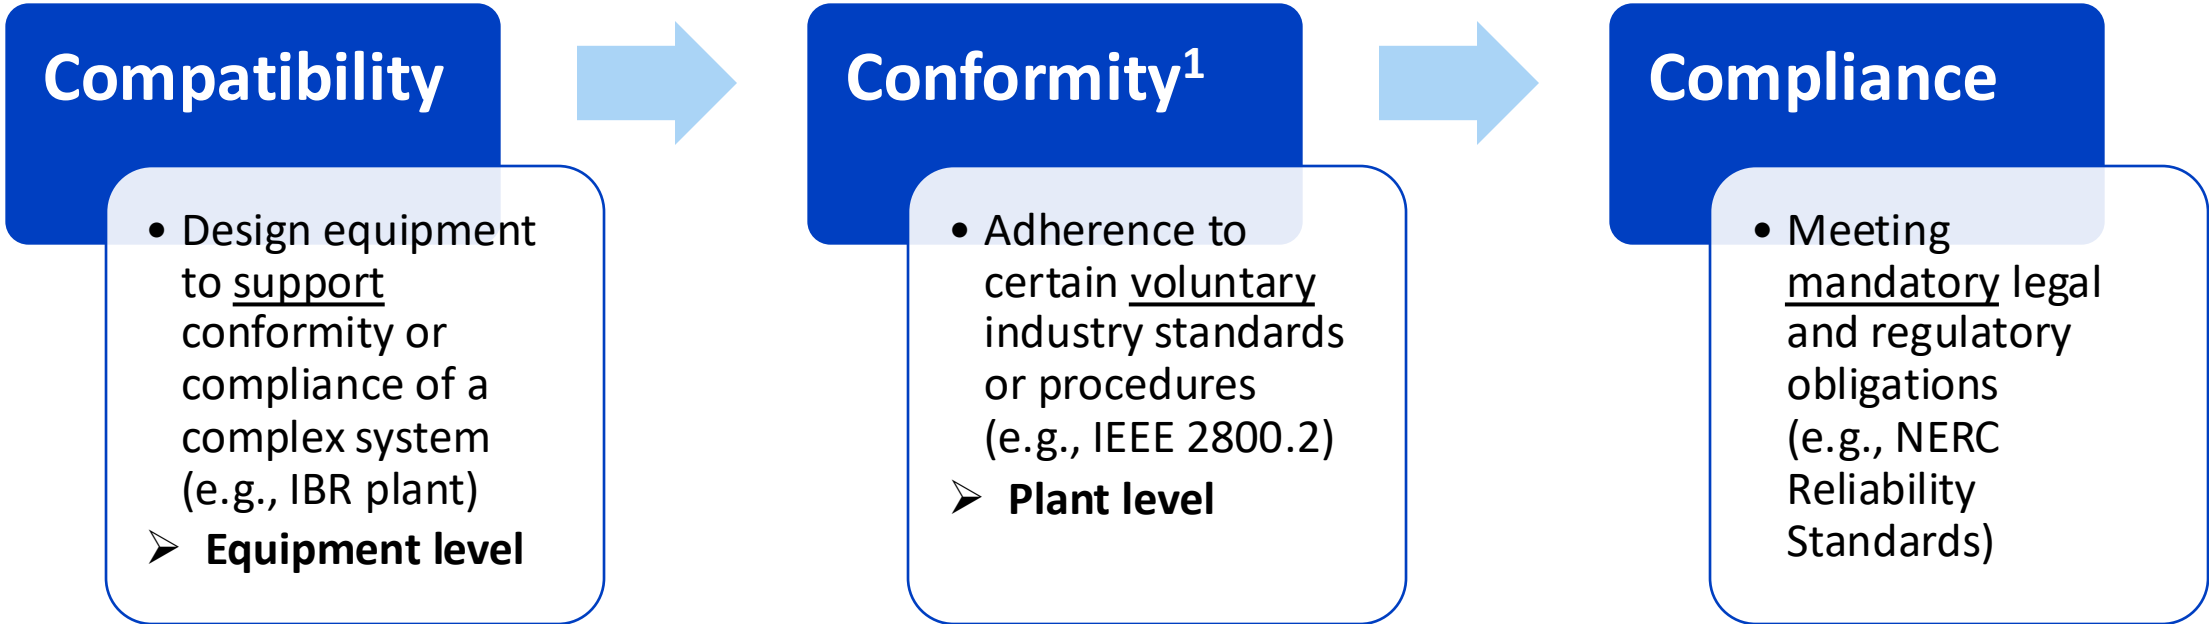 Compatibility
• Design equipment
to support
conformity or
compliance of a
complex system
(e.g., IBR plant)
➢ Equipment level
Conformity¹
• Adherence to
certain voluntary
industry standards
or procedures
(e.g., IEEE 2800.2)
➢ Plant level
Compliance
• Meeting
mandatory legal
and regulatory
obligations
(e.g., NERC
Reliability
Standards)